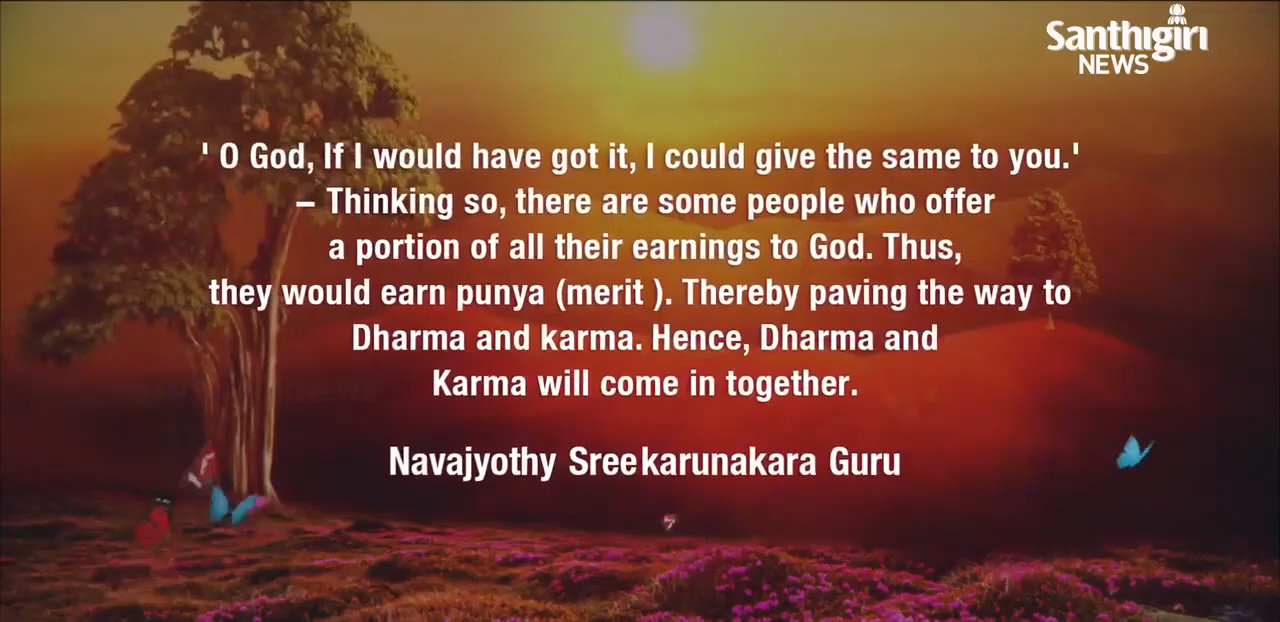 Santhigiri
NEWS
' O God, If I would have got it, I could give the same to you.'
– Thinking so, there are some people who offer
a portion of all their earnings to God. Thus,
they would earn punya (merit ). Thereby paving the way to
Dharma and karma. Hence, Dharma and
Karma will come in together.
Navajyothy Sreekarunakara Guru